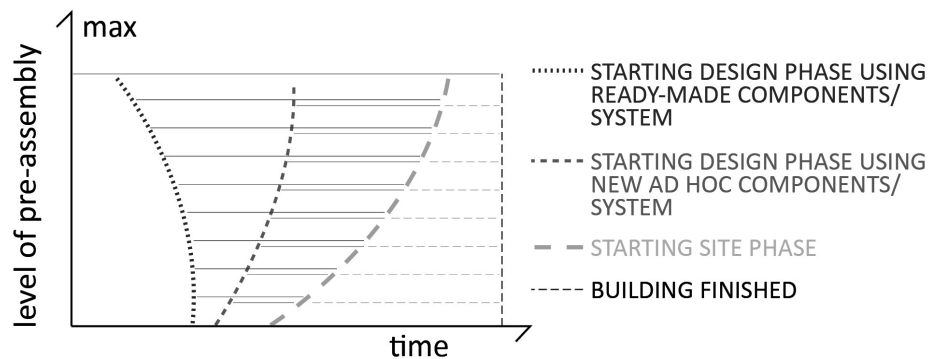 max
level of pre-assembly
time
STARTING DESIGN PHASE USING
READY-MADE COMPONENTS/
SYSTEM
STARTING DESIGN PHASE USING
NEW AD HOC COMPONENTS/
SYSTEM
STARTING SITE PHASE
BUILDING FINISHED